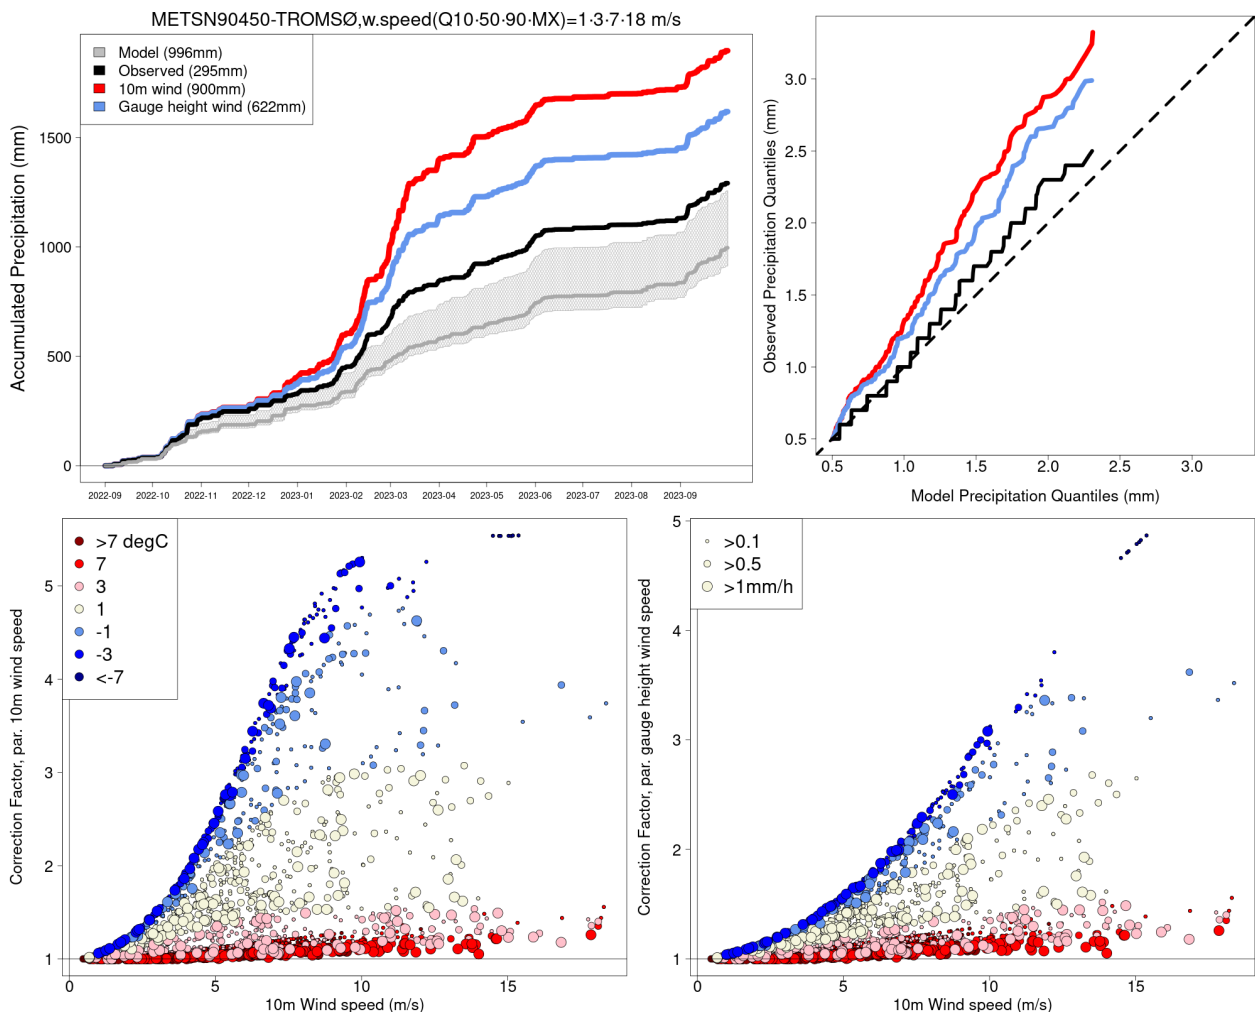 METSN90450-TROMSØ,w.speed(Q10·50·90·MX)=1·3·7·18 m/s
Model (996mm)
Observed (295mm)
10m wind (900mm)
Gauge height wind (622mm)
Accumulated Precipitation (mm)
1500
1000
500
0
2022-09 2022-10 2022-11 2022-12 2023-01 2023-02 2023-03 2023-04 2023-05 2023-06 2023-07 2023-08 2023-09
Observed Precipitation Quantiles (mm)
3.0
2.5
2.0
1.5
1.0
0.5
0.5 1.0 1.5 2.0 2.5 3.0
Model Precipitation Quantiles (mm)
>7 degC
7
3
1
-1
-3
<-7
Correction Factor, par. 10m wind speed
5
4
3
2
1
0 5 10 15
10m Wind speed (m/s)
>0.1
>0.5
>1mm/h
Correction Factor, par. gauge height wind speed
5
4
3
2
1
0 5 10 15
10m Wind speed (m/s)